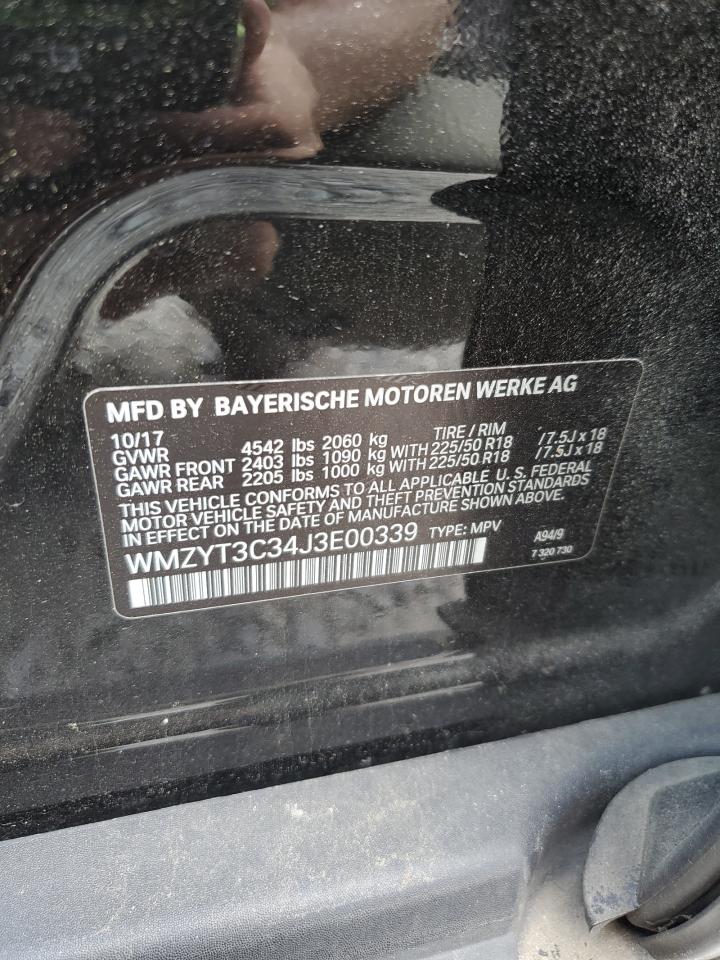 MFD BY BAYERISCHE MOTOREN WERKE AG
10/17 TIRE / RIM
GVWR 4542 lbs 2060 kg
GAWR FRONT 2403 lbs 1090 kg WITH 225/50 R18 /7.5J x 18
GAWR REAR 2205 lbs 1000 kg WITH 225/50 R18 /7.5J x 18
THIS VEHICLE CONFORMS TO ALL APPLICABLE U. S. FEDERAL
MOTOR VEHICLE SAFETY AND THEFT PREVENTION STANDARDS
IN EFFECT ON THE DATE OF MANUFACTURE SHOWN ABOVE.
WMZYT3C34J3E00339 TYPE: MPV A94/9
7 320 730